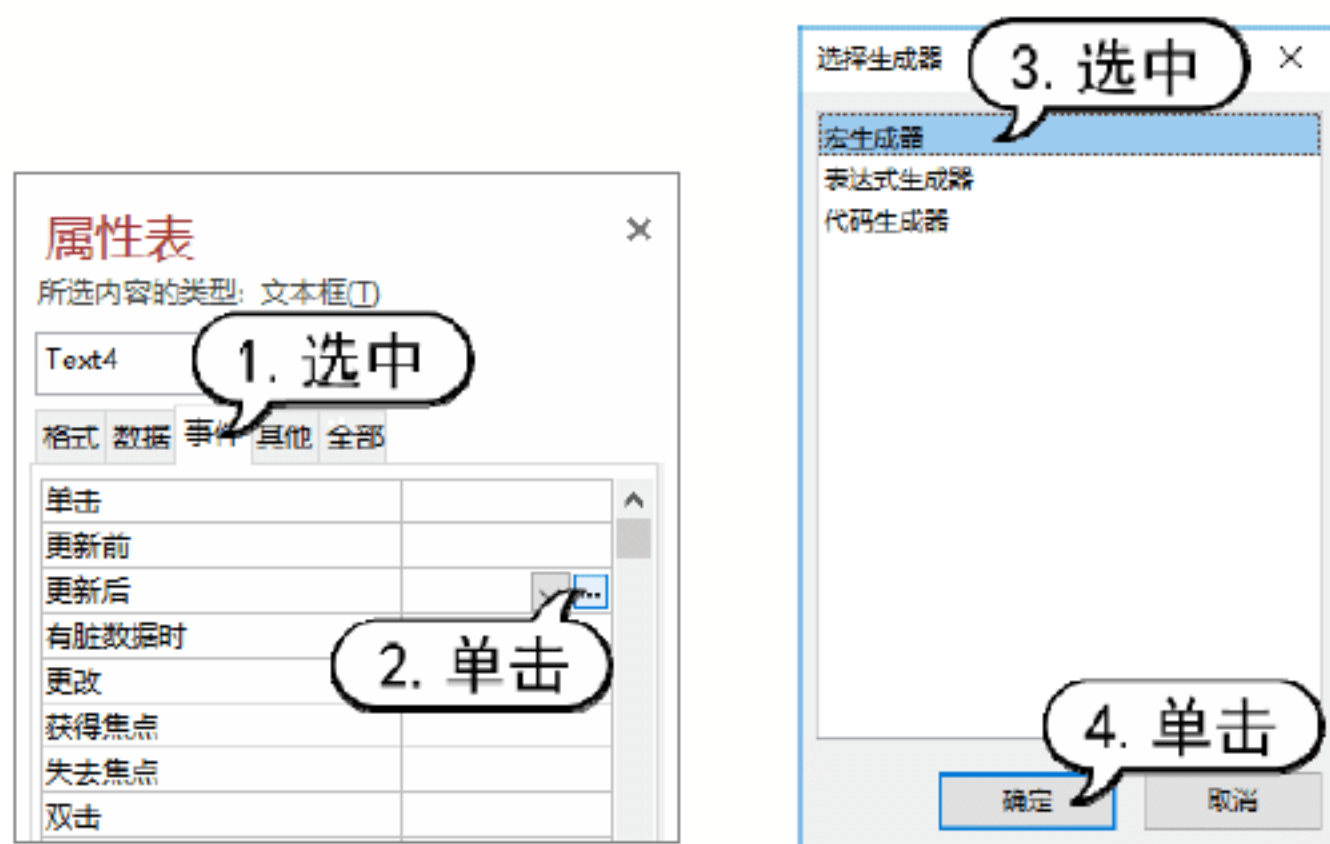 属性表
所选内容的类型: 文本框(T)
Text4
1. 选中
格式 数据 事件 其他 全部
单击
更新前
更新后
2. 单击
有脏数据时
更改
获得焦点
失去焦点
双击
选择生成器
3. 选中
宏生成器
表达式生成器
代码生成器
4. 单击
确定 取消